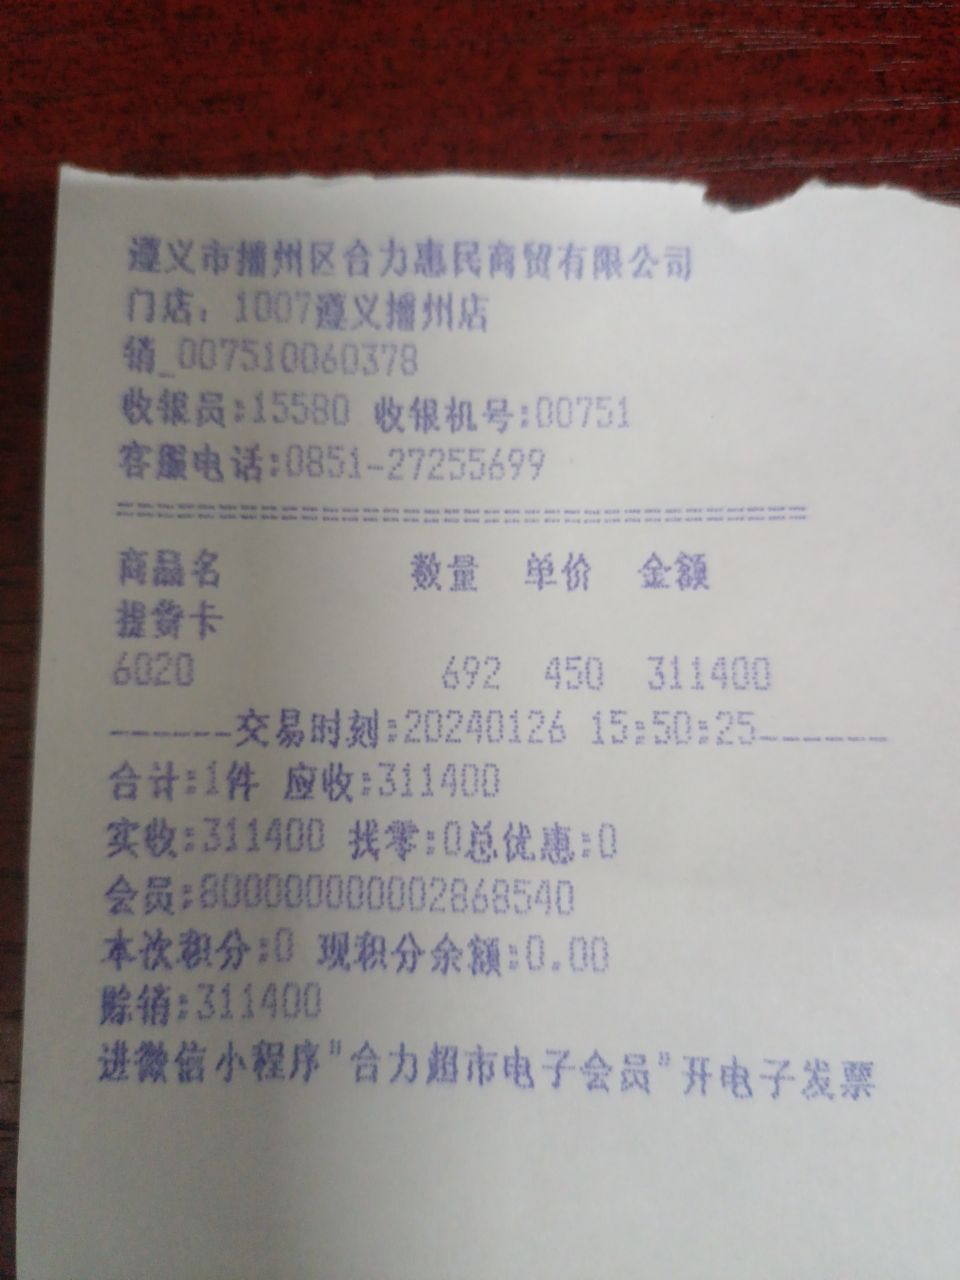 遵义市播州区合力惠民商贸有限公司
门店：1007遵义播州店
销_007510060378
收银员:15580 收银机号:00751
客服电话:0851-27255699
======================================
商品名 数量 单价 金额
提货卡
6020 692 450 311400
------交易时刻:20240126 15:50:25------
合计:1件 应收:311400
实收:311400 找零:0总优惠:0
会员:800000000002868540
本次积分:0 现积分余额:0.00
赊销:311400
进微信小程序"合力超市电子会员"开电子发票